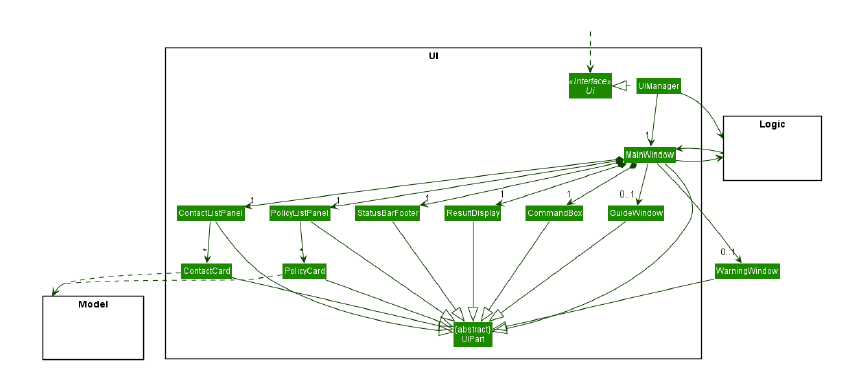 UI
«Interface»
Ui
UiManager
Logic
1
MainWindow
1
1
1
1
1
0..1
ContactListPanel
PolicyListPanel
StatusBarFooter
ResultDisplay
CommandBox
GuideWindow
*
*
0..1
ContactCard
PolicyCard
WarningWindow
Model
{abstract}
UiPart